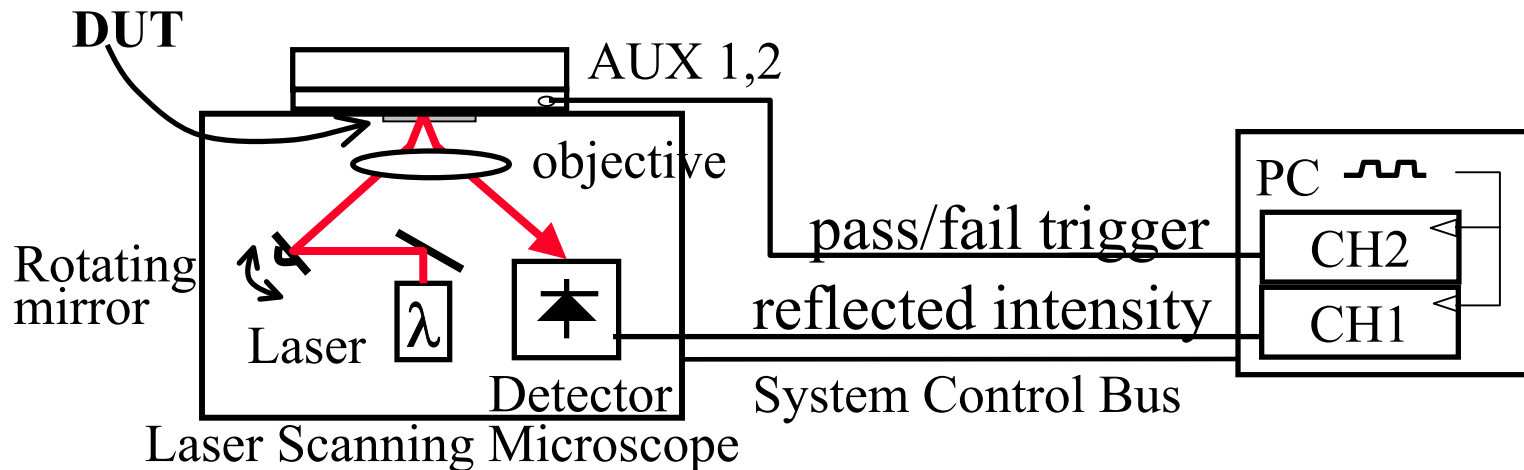 DUT
AUX 1,2
objective
PC
pass/fail trigger
CH2
Rotating
mirror
reflected intensity
CH1
Laser
λ
Detector
System Control Bus
Laser Scanning Microscope